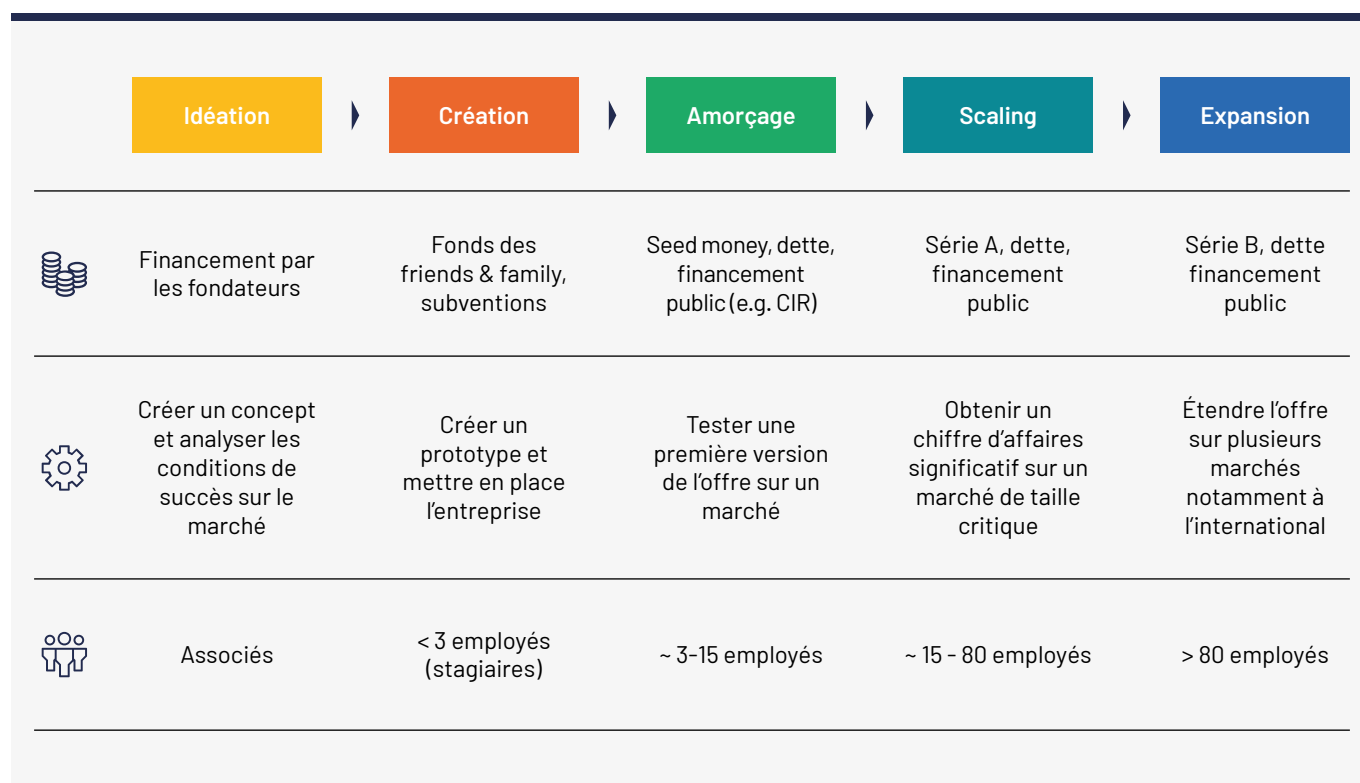 Idéation
Création
Amorçage
Scaling
Expansion
Financement par
les fondateurs
Fonds des
friends & family,
subventions
Seed money, dette,
financement
public (e.g. CIR)
Série A, dette,
financement
public
Série B, dette
financement
public
Créer un concept
et analyser les
conditions de
succès sur le
marché
Créer un
prototype et
mettre en place
l'entreprise
Tester une
première version
de l'offre sur un
marché
Obtenir un
chiffre d'affaires
significatif sur un
marché de taille
critique
Étendre l'offre
sur plusieurs
marchés
notamment à
l'international
Associés
< 3 employés
(stagiaires)
~ 3-15 employés
~ 15 - 80 employés
> 80 employés